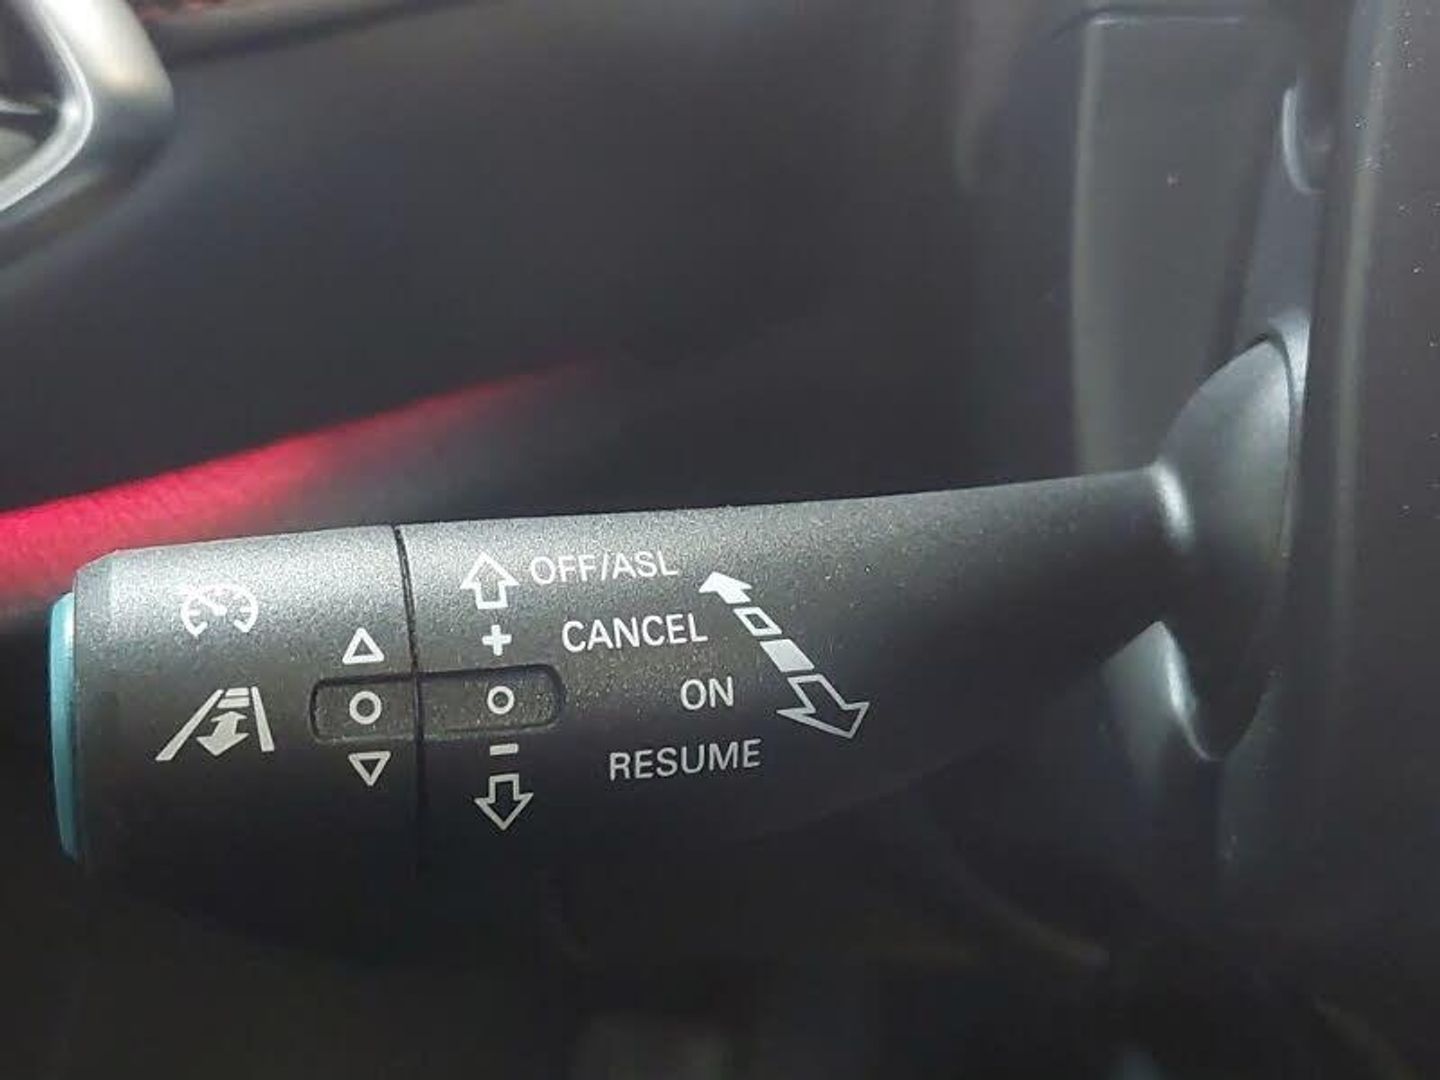 OFF/ASL
+ CANCEL
ON
- RESUME